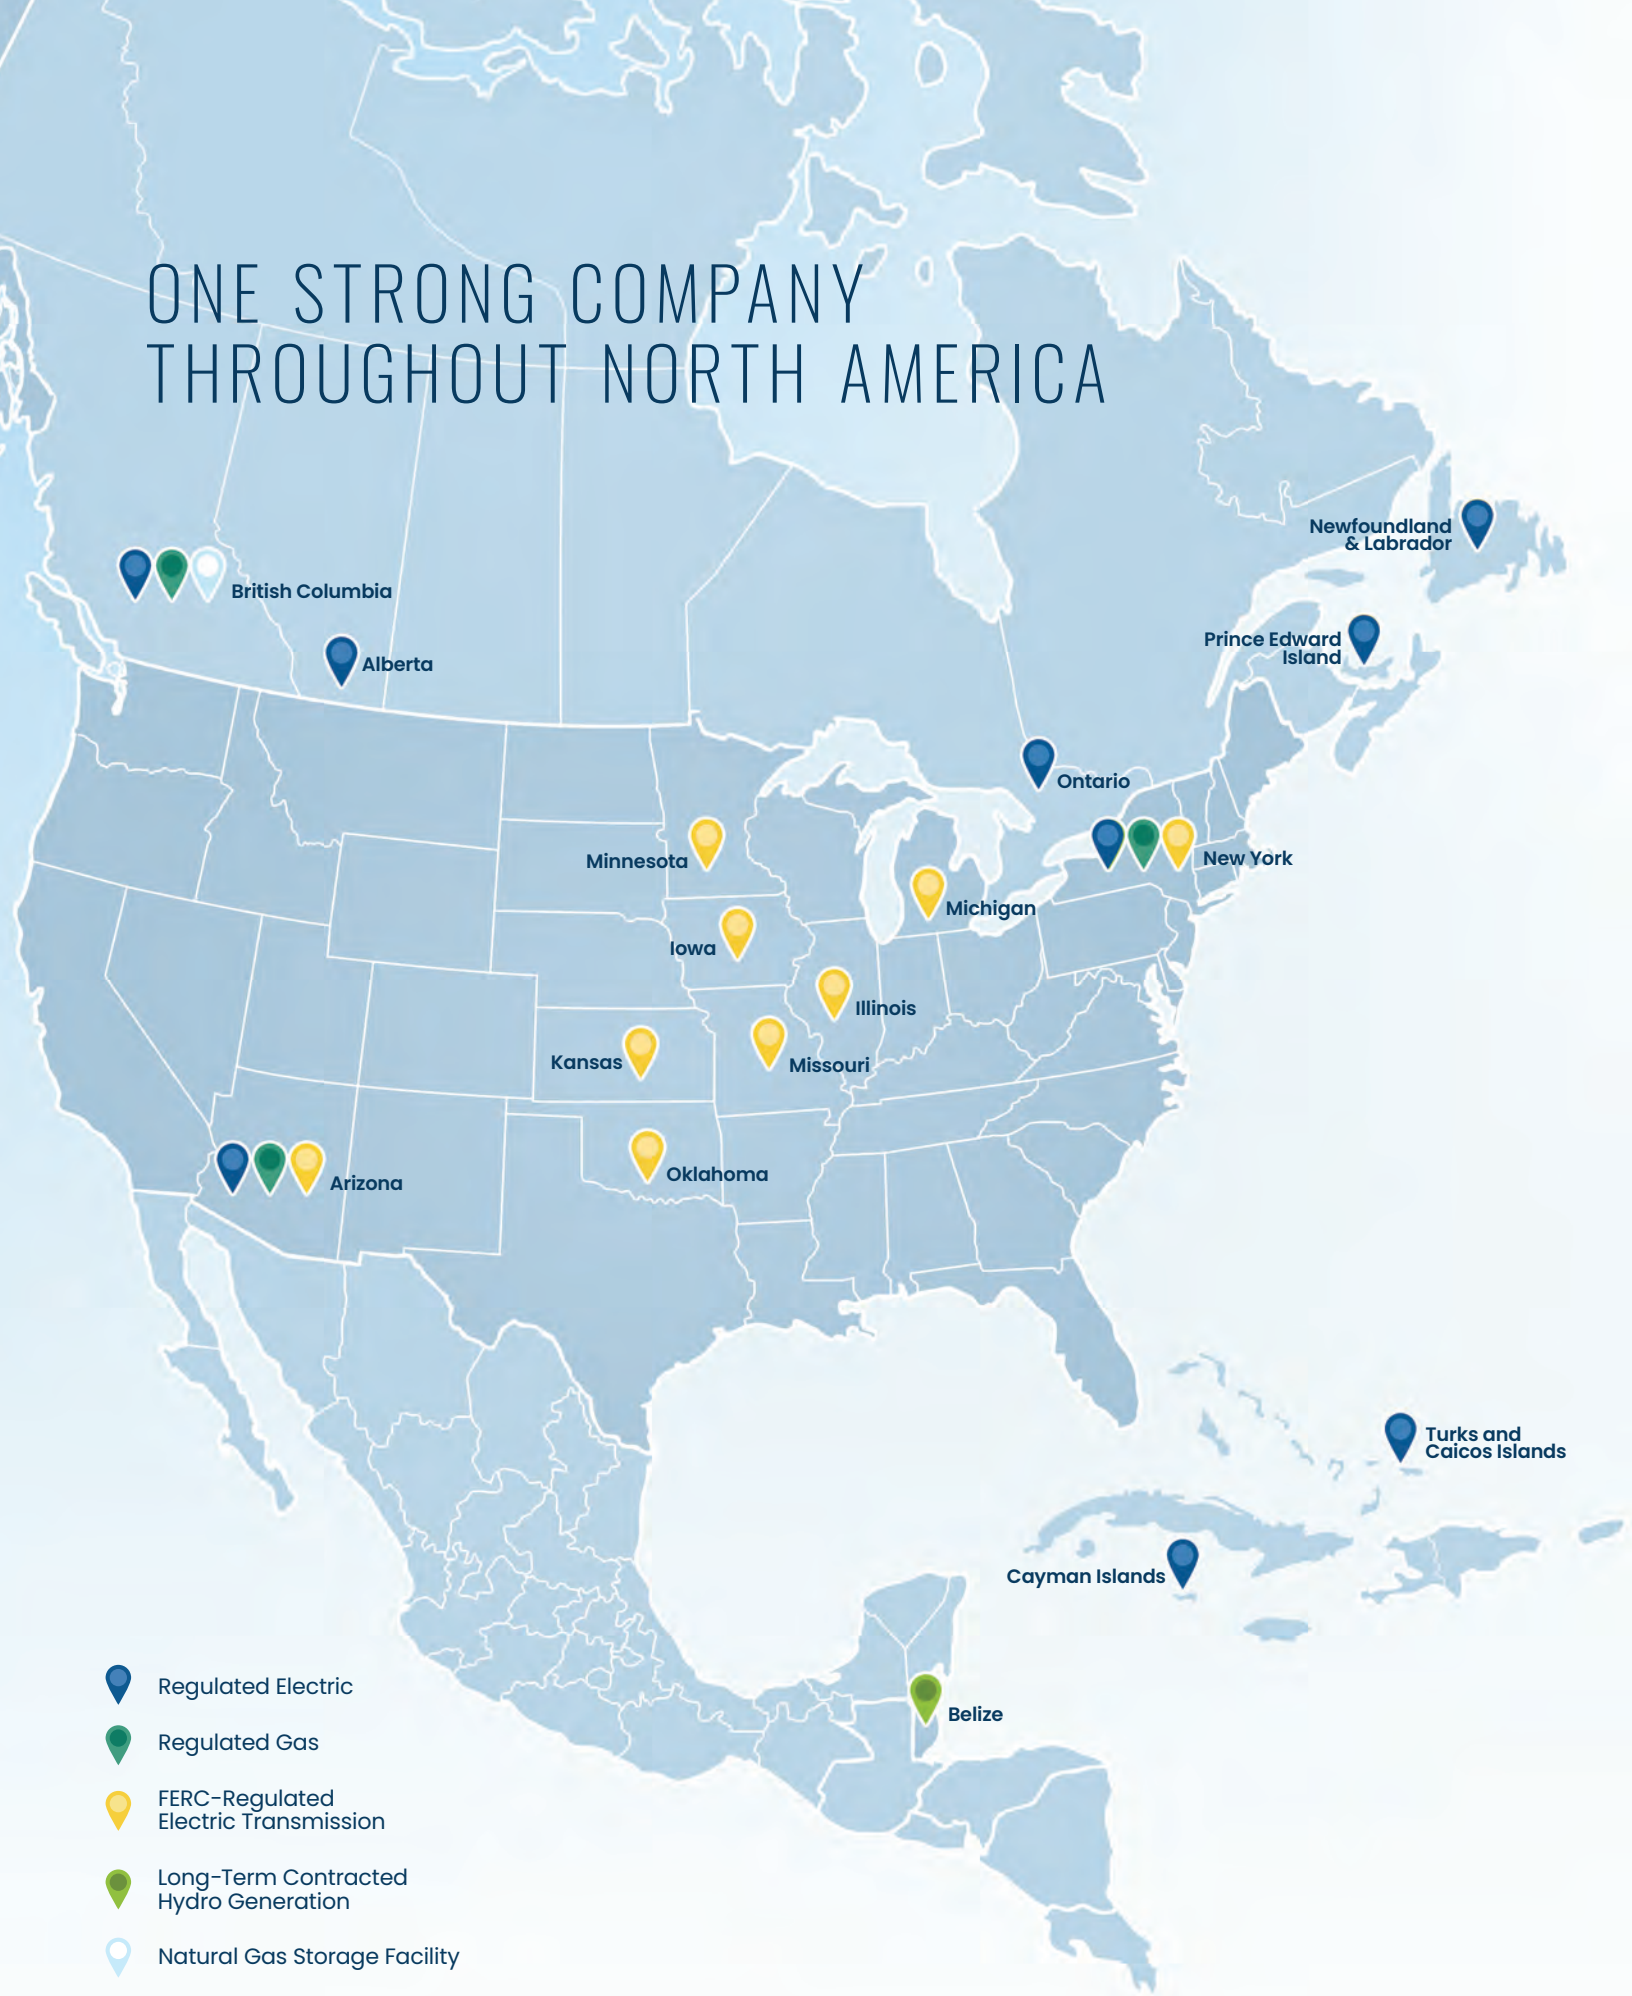 ONE STRONG COMPANY
THROUGHOUT NORTH AMERICA
Newfoundland
& Labrador
British Columbia
Prince Edward
Island
Alberta
Ontario
Minnesota
New York
Michigan
Iowa
Illinois
Kansas
Missouri
Oklahoma
Arizona
Turks and
Caicos Islands
Cayman Islands
Belize
Regulated Electric
Regulated Gas
FERC-Regulated
Electric Transmission
Long-Term Contracted
Hydro Generation
Natural Gas Storage Facility